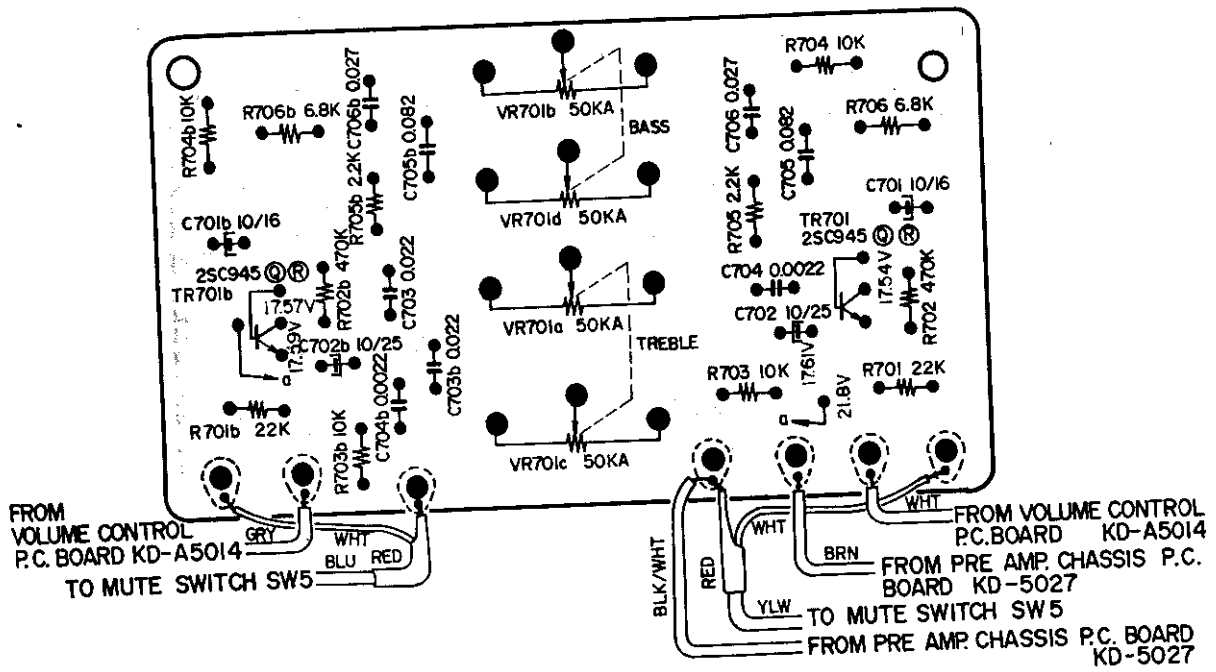 R704b 10K
R706b 6.8K
C706b 0.027
C705b 0.082
R705b 2.2K
C701b 10/16
2SC945 Q R
TR701b
17.57V
R702b 470K
C703 0.022
C702b 10/25
a
R701b
22K
R703b 10K
C704b 0.0022
C703b 0.022
VR701b 50KA
BASS
VR701d 50KA
VR701a 50KA
TREBLE
VR701c 50KA
R704 10K
C706 0.027
C705 0.082
R706 6.8K
R705 2.2K
C701 10/16
TR701
2SC945 Q R
17.54V
C704 0.0022
R702 470K
C702 10/25
17.61V
R703 10K
R701 22K
21.8V
a
FROM
VOLUME CONTROL
P.C. BOARD KD-A5014
GRY
WHT
BLU
RED
TO MUTE SWITCH SW5
BLK/WHT
RED
WHT
WHT
FROM VOLUME CONTROL
P.C.BOARD KD-A5014
BRN
FROM PRE AMP. CHASSIS P.C.
BOARD KD-5027
YLW
TO MUTE SWITCH SW5
FROM PRE AMP. CHASSIS P.C. BOARD
KD-5027